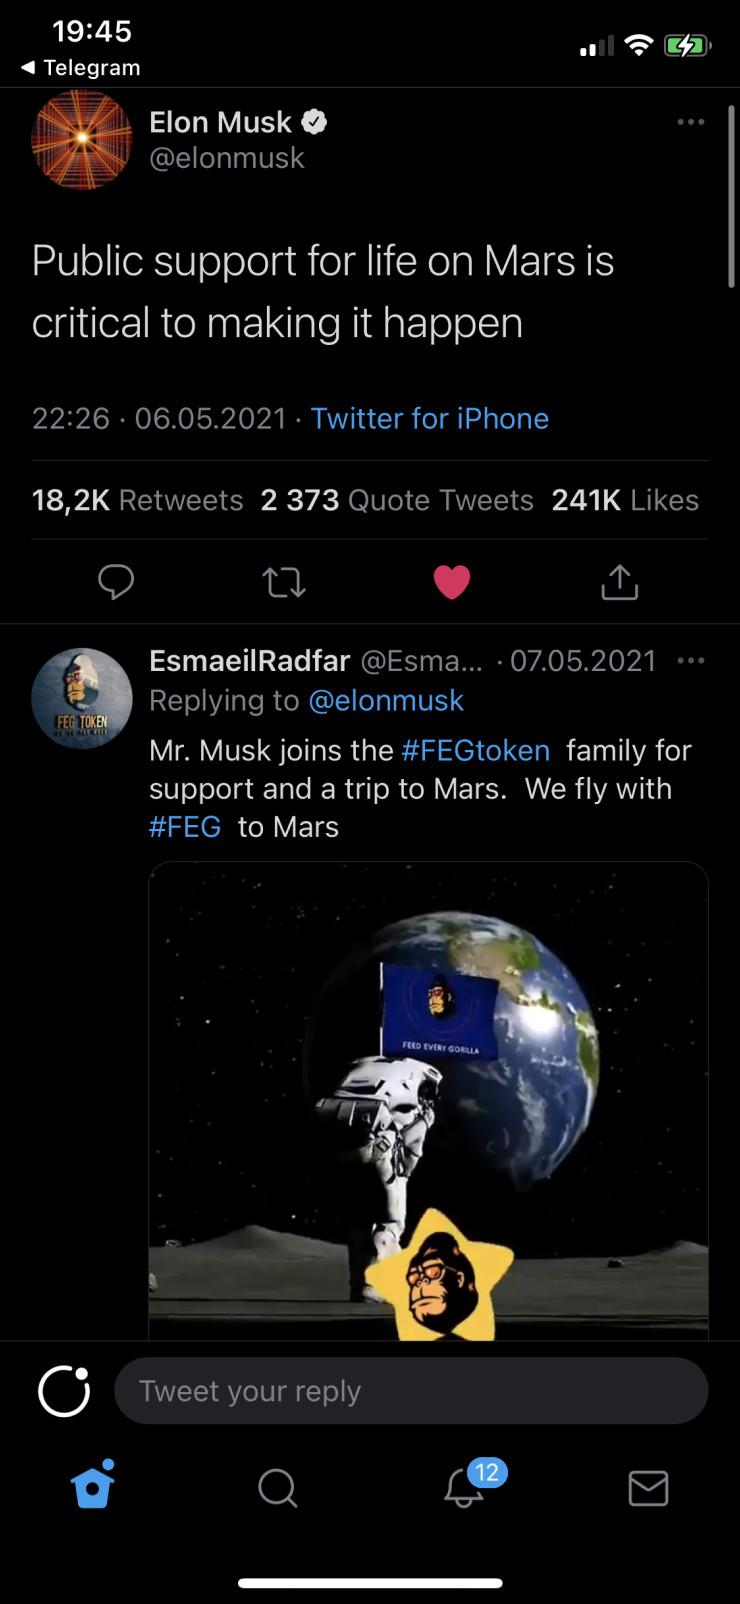 19:45
◀ Telegram
Elon Musk
@elonmusk
Public support for life on Mars is
critical to making it happen
22:26 · 06.05.2021 · Twitter for iPhone
18,2K Retweets 2 373 Quote Tweets 241K Likes
EsmaeilRadfar @Esma... · 07.05.2021
FEG TOKEN
Replying to @elonmusk
Mr. Musk joins the #FEGtoken family for
support and a trip to Mars. We fly with
#FEG to Mars
FEED EVERY GORILLA
Tweet your reply
12